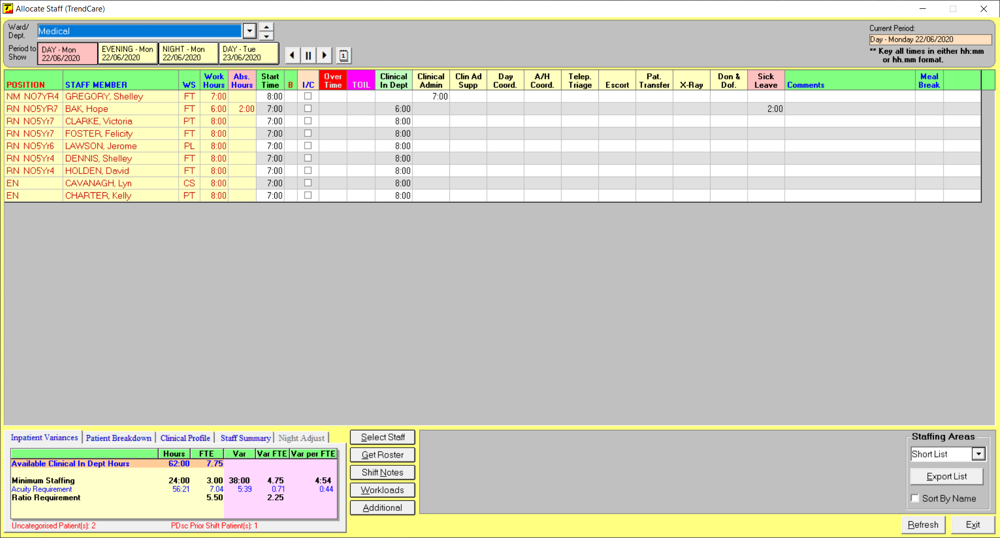 Allocate Staff (TrendCare)
Ward/ Dept. Medical
Current Period:
Day - Monday 22/06/2020
** Key all times in either hh:mm
or hh.mm format.
Period to Show
DAY - Mon 22/06/2020
EVENING - Mon 22/06/2020
NIGHT - Mon 22/06/2020
DAY - Tue 23/06/2020
1
POSITION STAFF MEMBER WS Work Hours Abs. Hours Start Time B I/C Over Time TOIL Clinical In Dept Clinical Admin Clin Ad Supp Day Coord. A/H Coord. Telep. Triage Escort Pat. Transfer X-Ray Don & Dof. Sick Leave Comments Meal Break
NM NO7YR4 GREGORY, Shelley FT 7:00 8:00 7:00
RN NO5YR7 BAK, Hope FT 6:00 2:00 7:00 6:00 2:00
RN NO5Yr7 CLARKE, Victoria PT 8:00 7:00 8:00
RN NO5Yr7 FOSTER, Felicity FT 8:00 7:00 8:00
RN NO5Yr6 LAWSON, Jerome PL 8:00 7:00 8:00
RN NO5Yr4 DENNIS, Shelley FT 8:00 7:00 8:00
RN NO5Yr4 HOLDEN, David FT 8:00 7:00 8:00
EN CAVANAGH, Lyn CS 8:00 7:00 8:00
EN CHARTER, Kelly PT 8:00 7:00 8:00
Inpatient Variances Patient Breakdown Clinical Profile Staff Summary Night Adjust
Hours FTE Var Var FTE Var per FTE
Available Clinical In Dept Hours 62:00 7.75
Minimum Staffing 24:00 3.00 38:00 4.75 4:54
Acuity Requirement 56:21 7.04 5:39 0.71 0:44
Ratio Requirement 5.50 2.25
Uncategorised Patient(s): 2 PDsc Prior Shift Patient(s): 1
Select Staff
Get Roster
Shift Notes
Workloads
Additional
Staffing Areas
Short List
Export List
Sort By Name
Refresh Exit